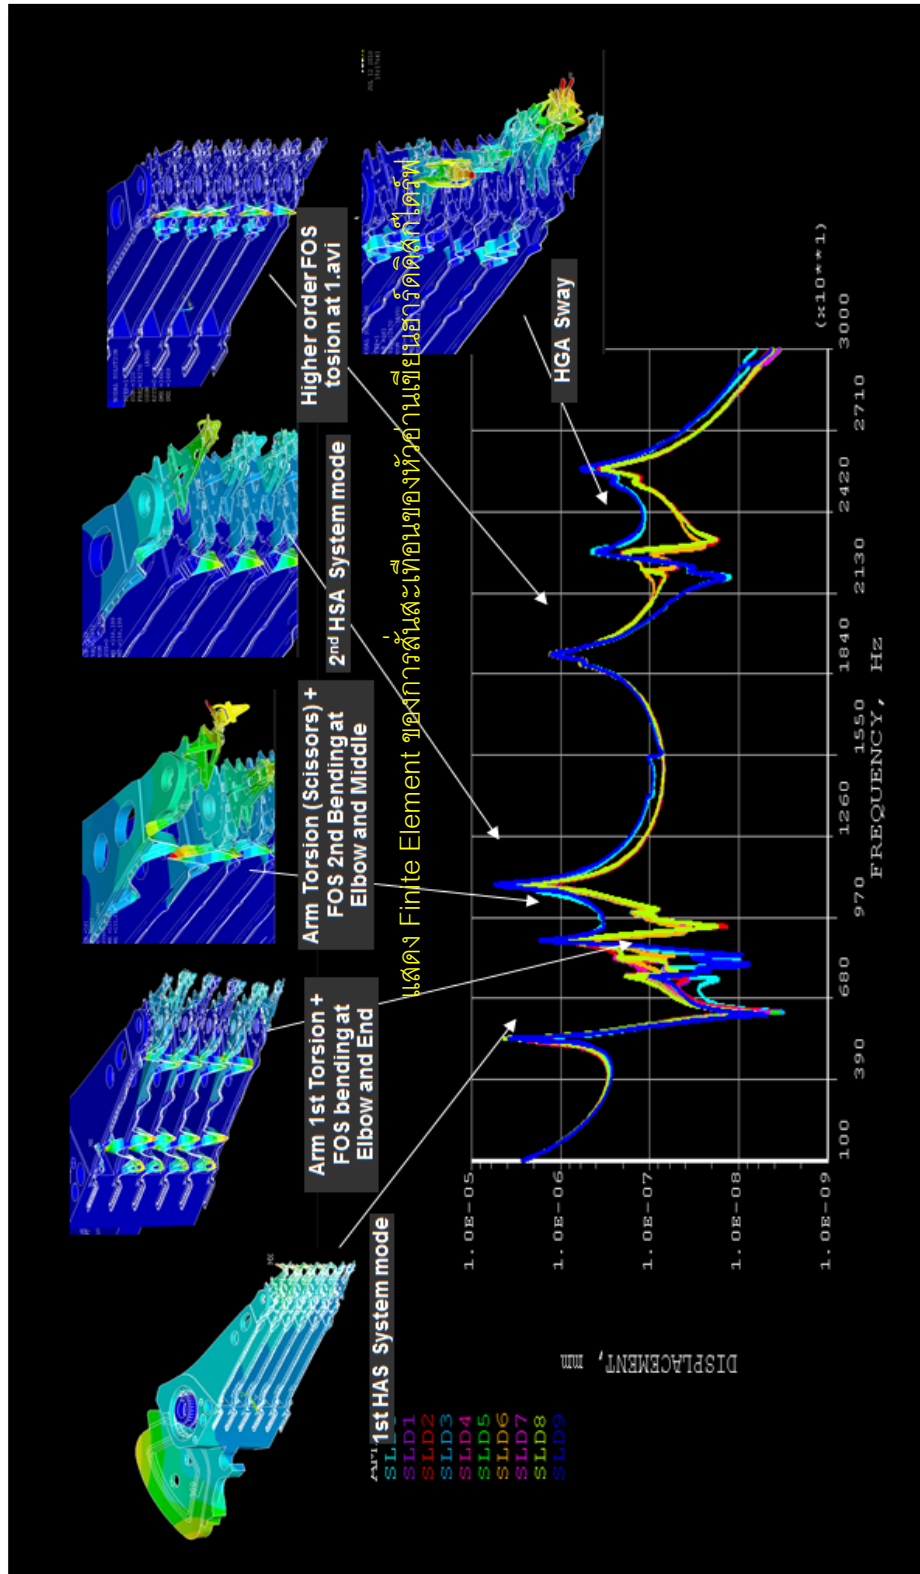 1st HAS System mode
Arm 1st Torsion +
FOS bending at
Elbow and End
Arm Torsion (Scissors) +
FOS 2nd Bending at
Elbow and Middle
2nd HSA System mode
Higher order FOS
tosion at 1.avi
HGA Sway
แสดง Finite Element ของการสั่นสะเทือนของหัวอ่านเขียนฮาร์ดดิสก์ไดร์ฟ
SLD1
SLD2
SLD3
SLD4
SLD5
SLD6
SLD7
SLD8
SLD9
DISPLACEMENT, mm
1.0E-05
1.0E-06
1.0E-07
1.0E-08
1.0E-09
100
390
680
970
1260
1550
1840
2130
2420
2710
3000
(x10**1)
FREQUENCY, Hz